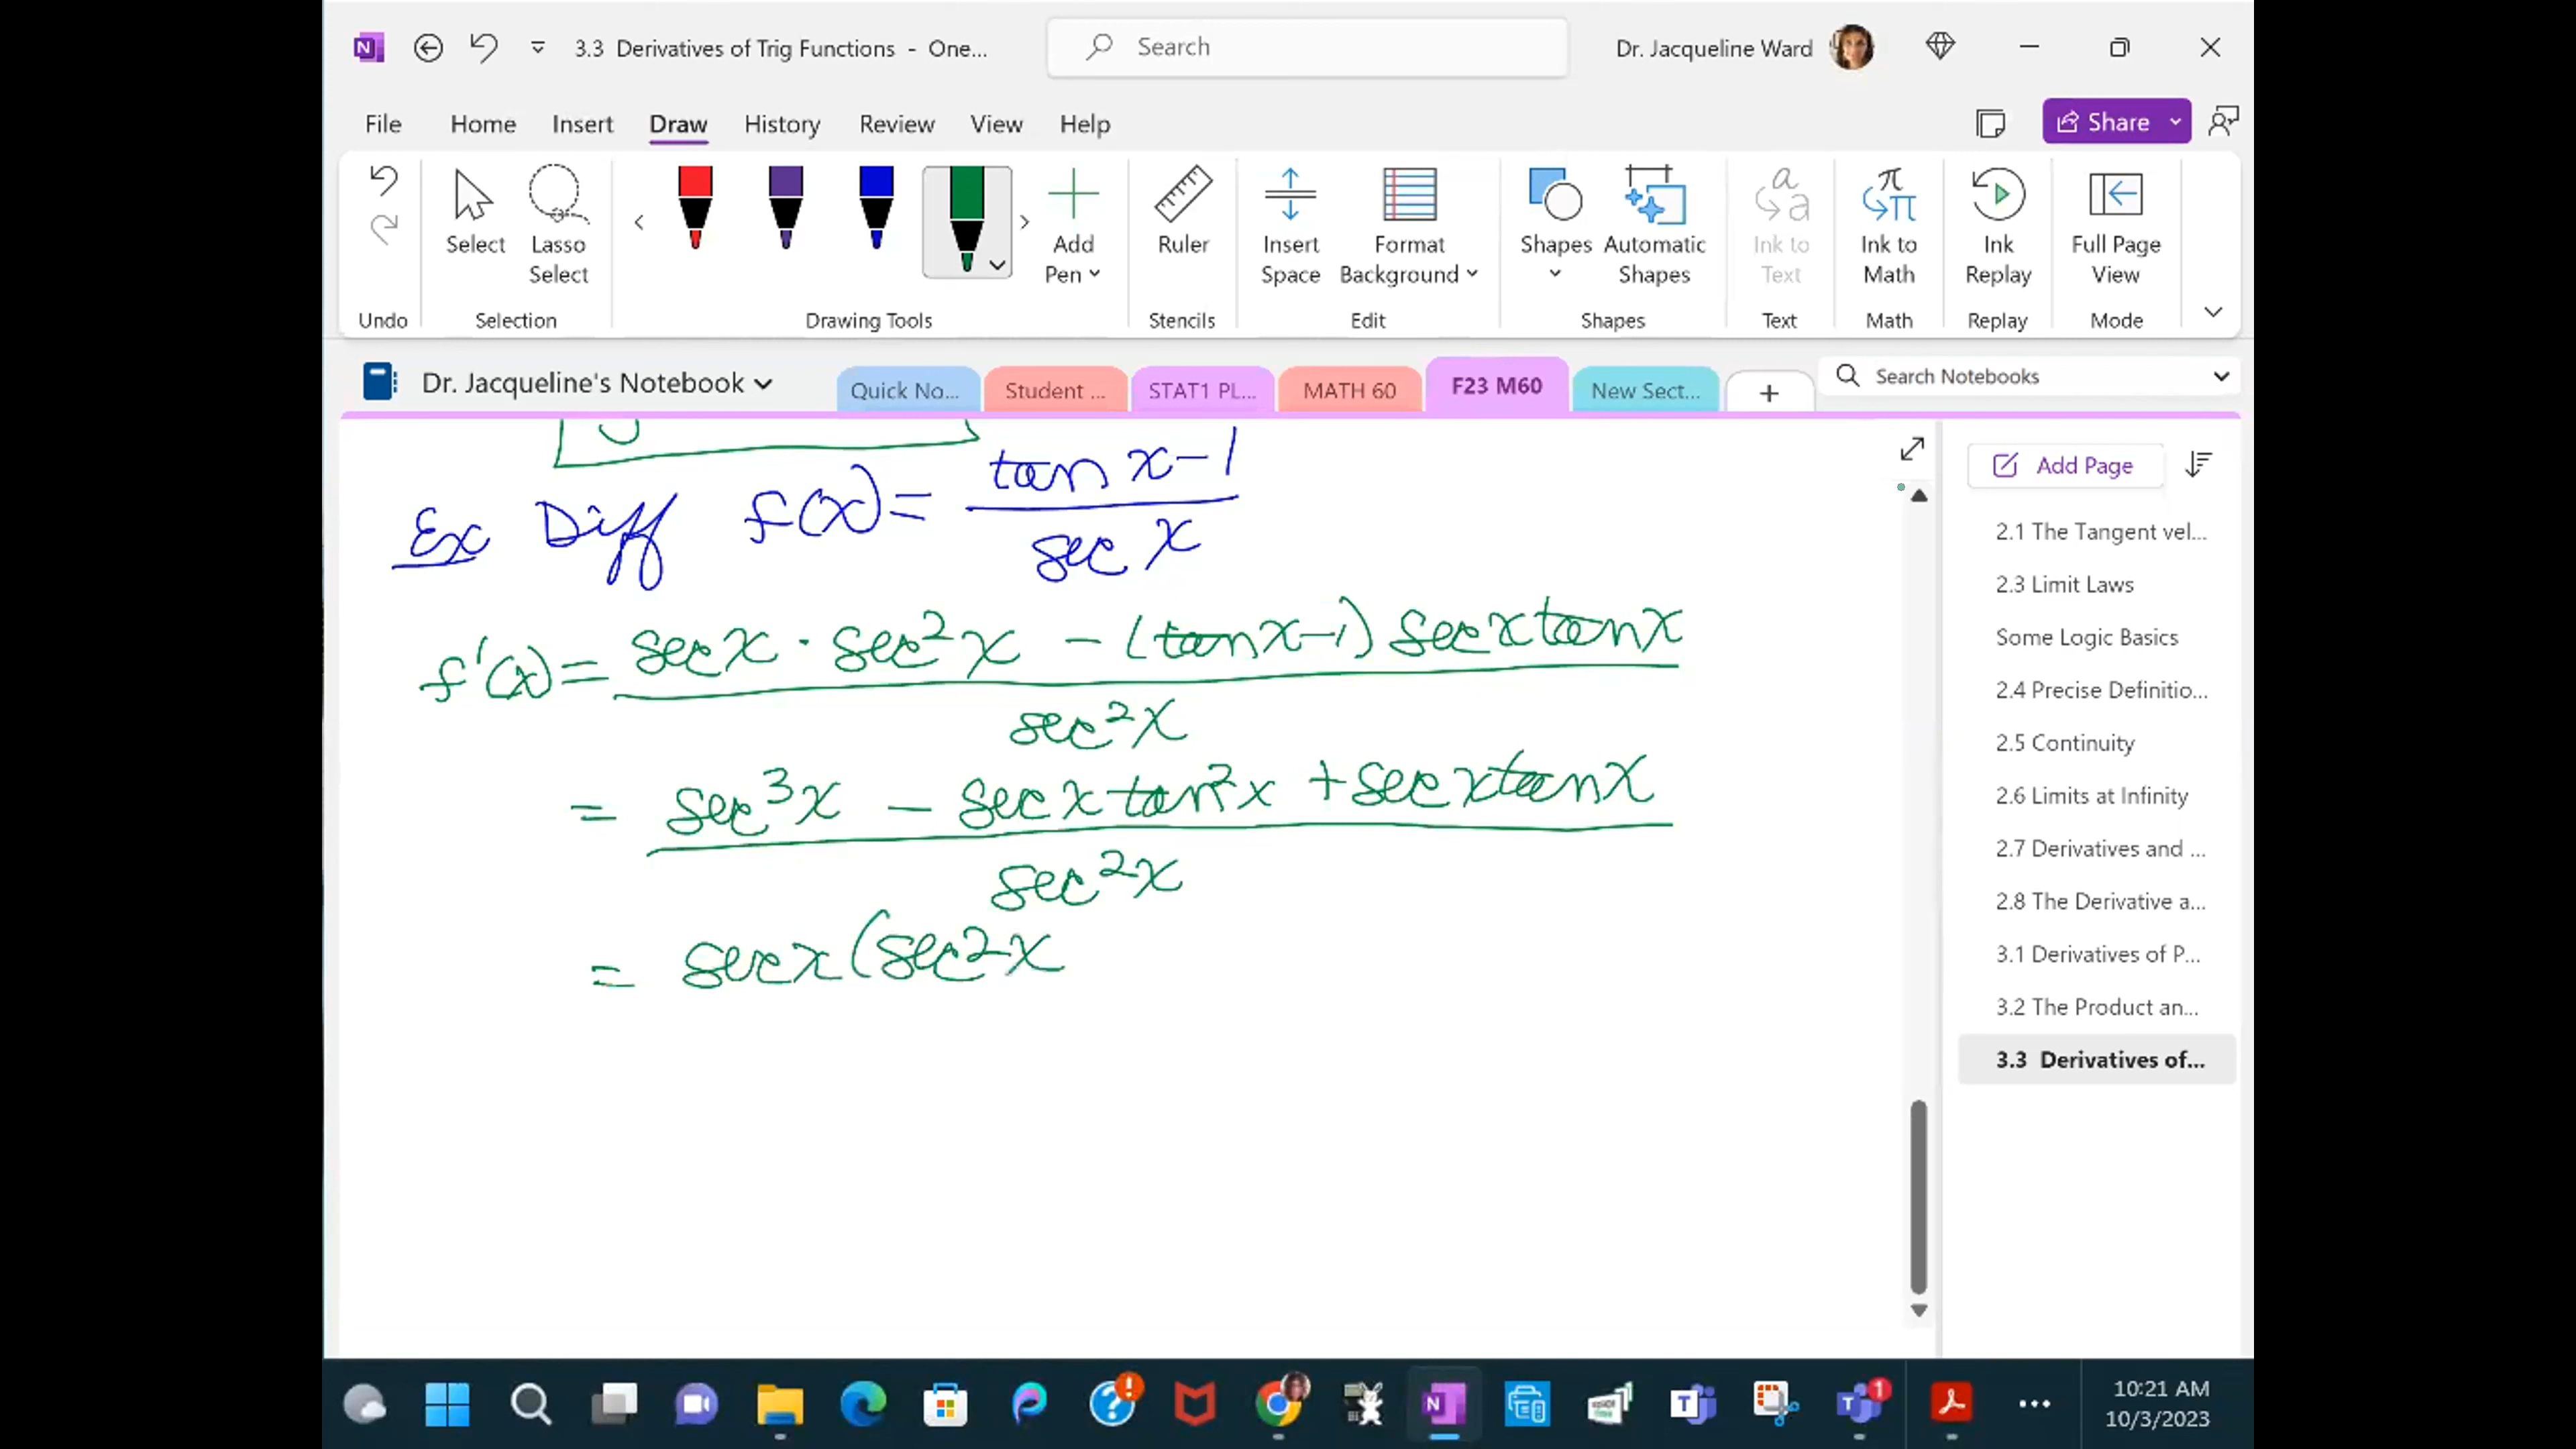 3.3 Derivatives of Trig Functions - One...
Search
Dr. Jacqueline Ward
File Home Insert Draw History Review View Help
Share
Select
Lasso Select
Add Pen
Ruler
Insert Space
Format Background
Shapes
Automatic Shapes
Ink to Text
Ink to Math
Ink Replay
Full Page View
Undo Selection Drawing Tools Stencils Edit Shapes Text Math Replay Mode
Dr. Jacqueline's Notebook
Quick No...
Student ...
STAT1 PL...
MATH 60
F23 M60
New Sect...
+
Search Notebooks
Ex Diff f(x) = (tan x - 1)/(sec x)
f'(x) = (sec x · sec²x - (tan x - 1) sec x tan x)/(sec²x)
= (sec³x - sec x tan²x + sec x tan x)/(sec²x)
= sec x (sec²x
Add Page
2.1 The Tangent vel...
2.3 Limit Laws
Some Logic Basics
2.4 Precise Definitio...
2.5 Continuity
2.6 Limits at Infinity
2.7 Derivatives and ...
2.8 The Derivative a...
3.1 Derivatives of P...
3.2 The Product an...
3.3 Derivatives of...
10:21 AM
10/3/2023